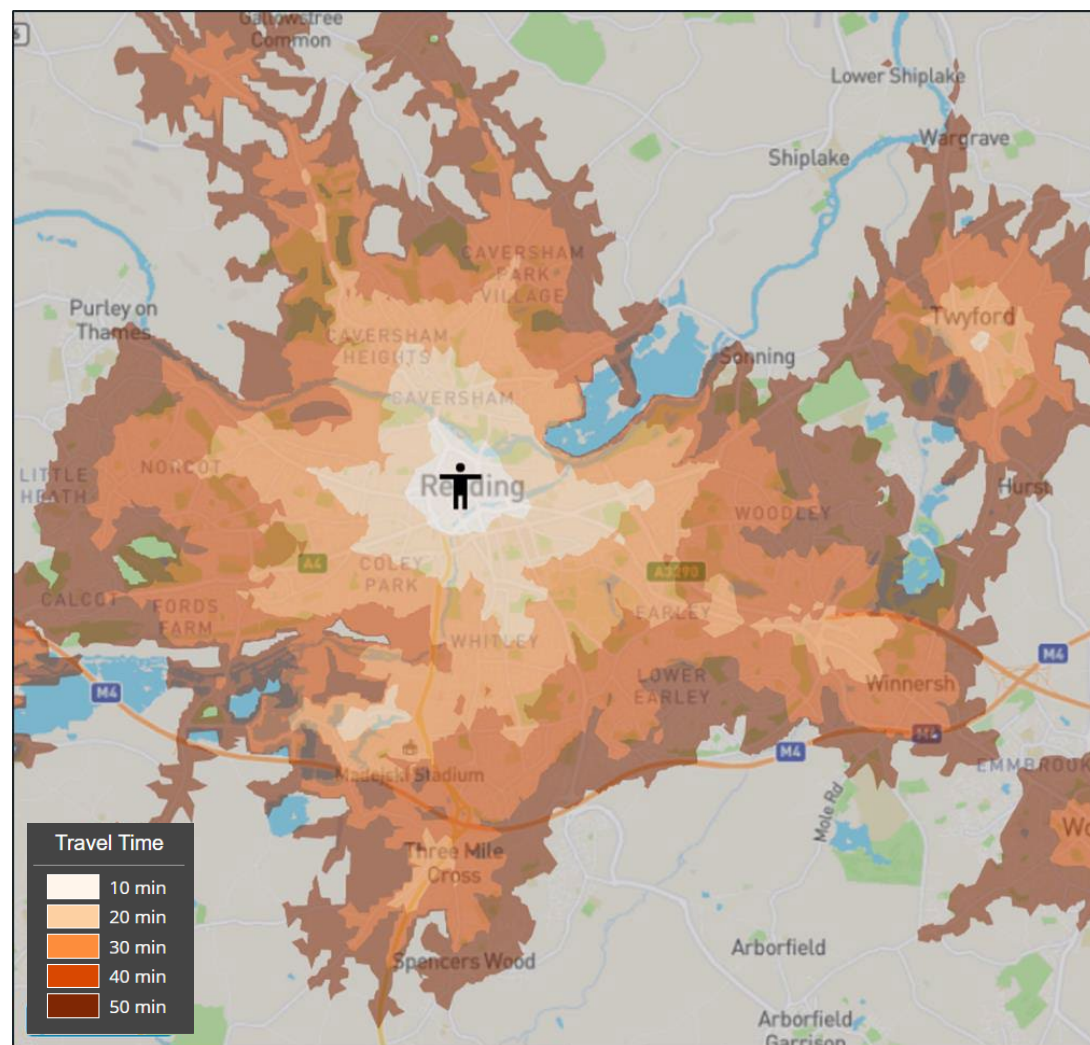 Gallowstree
Common
Lower Shiplake
Wargrave
Shiplake
CAVERSHAM
PARK
VILLAGE
Purley on
Thames
Twyford
CAVERSHAM
HEIGHTS
Sonning
CAVERSHAM
LITTLE
HEATH
NORCOT
Reading
Hurst
WOODLEY
A4
COLEY
PARK
A3290
CALCOT
FORDS
FARM
EARLEY
WHITLEY
M4
M4
LOWER
EARLEY
Winnersh
M4
M4
EMMBROOK
Madejski Stadium
Mole Rd
Wo
Three Mile
Cross
Travel Time
10 min
20 min
30 min
40 min
50 min
Spencers Wood
Arborfield
Arborfield
Garrison